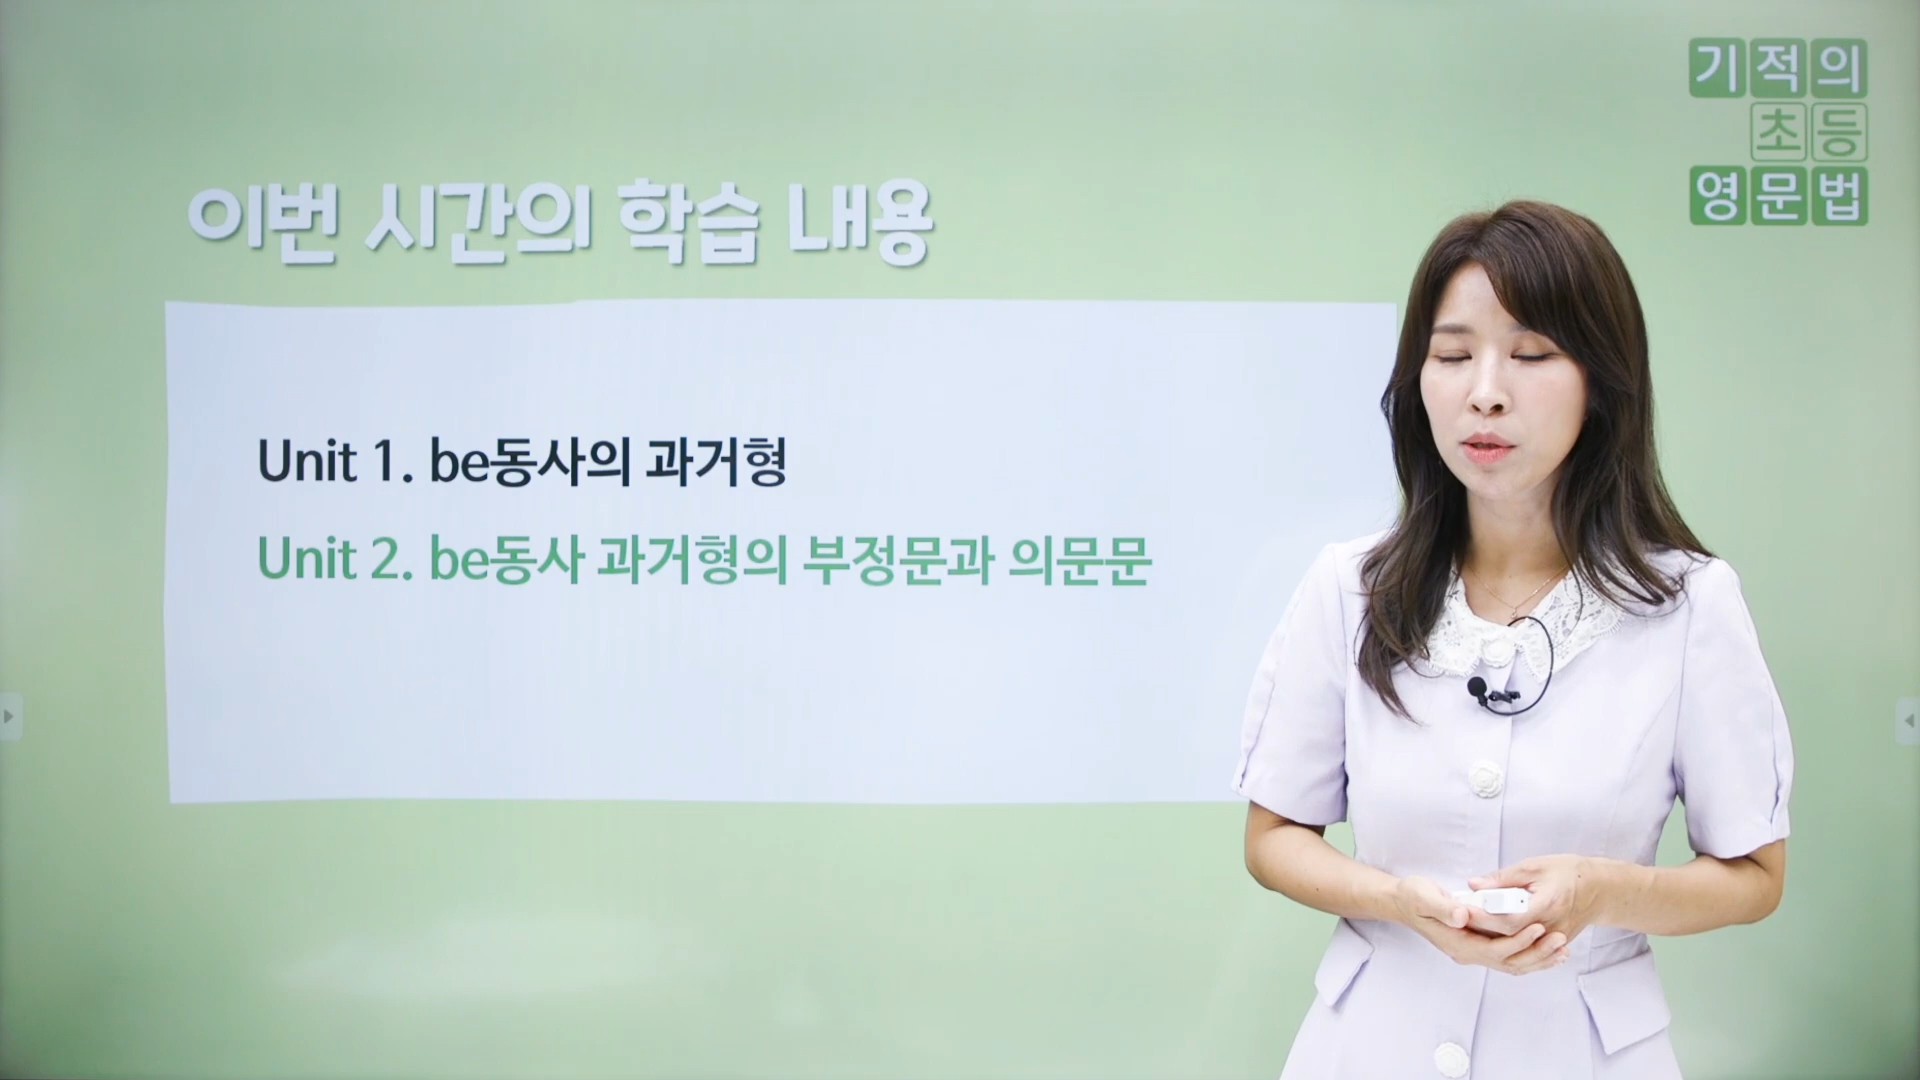 기적의
초등
영문법
이번 시간의 학습 내용
Unit 1. be동사의 과거형
Unit 2. be동사 과거형의 부정문과 의문문